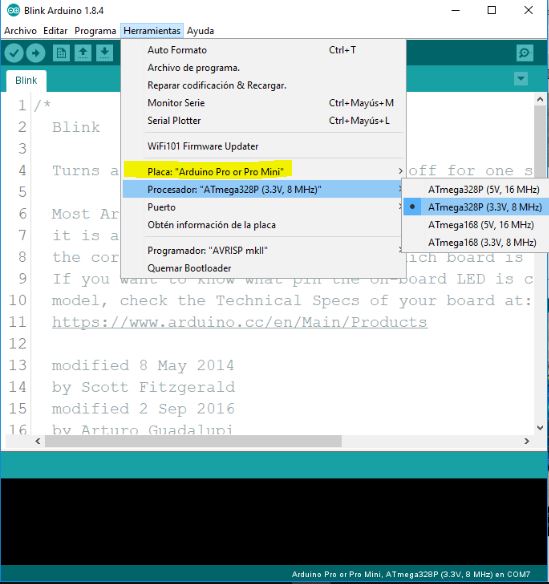 Blink Arduino 1.8.4
Archivo Editar Programa Herramientas Ayuda
Auto Formato Ctrl+T
Archivo de programa.
Reparar codificación & Recargar.
Monitor Serie Ctrl+Mayús+M
Serial Plotter Ctrl+Mayús+L
WiFi101 Firmware Updater
Placa: "Arduino Pro or Pro Mini"
Procesador: "ATmega328P (3.3V, 8 MHz)"
Puerto
Obtén información de la placa
Programador: "AVRISP mkII"
Quemar Bootloader
ATmega328P (5V, 16 MHz)
ATmega328P (3.3V, 8 MHz)
ATmega168 (5V, 16 MHz)
ATmega168 (3.3V, 8 MHz)
Blink
1 /*
2 Blink
3
4 Turns a off for one s
5
6 Most Ar
7 it is a
8 the cor ich board is
9 If you want to know what pin the on-board LED is c
10 model, check the Technical Specs of your board at:
11 https://www.arduino.cc/en/Main/Products
12
13 modified 8 May 2014
14 by Scott Fitzgerald
15 modified 2 Sep 2016
16 by Arturo Guadalupi
Arduino Pro or Pro Mini, ATmega328P (3.3V, 8 MHz) en COM7